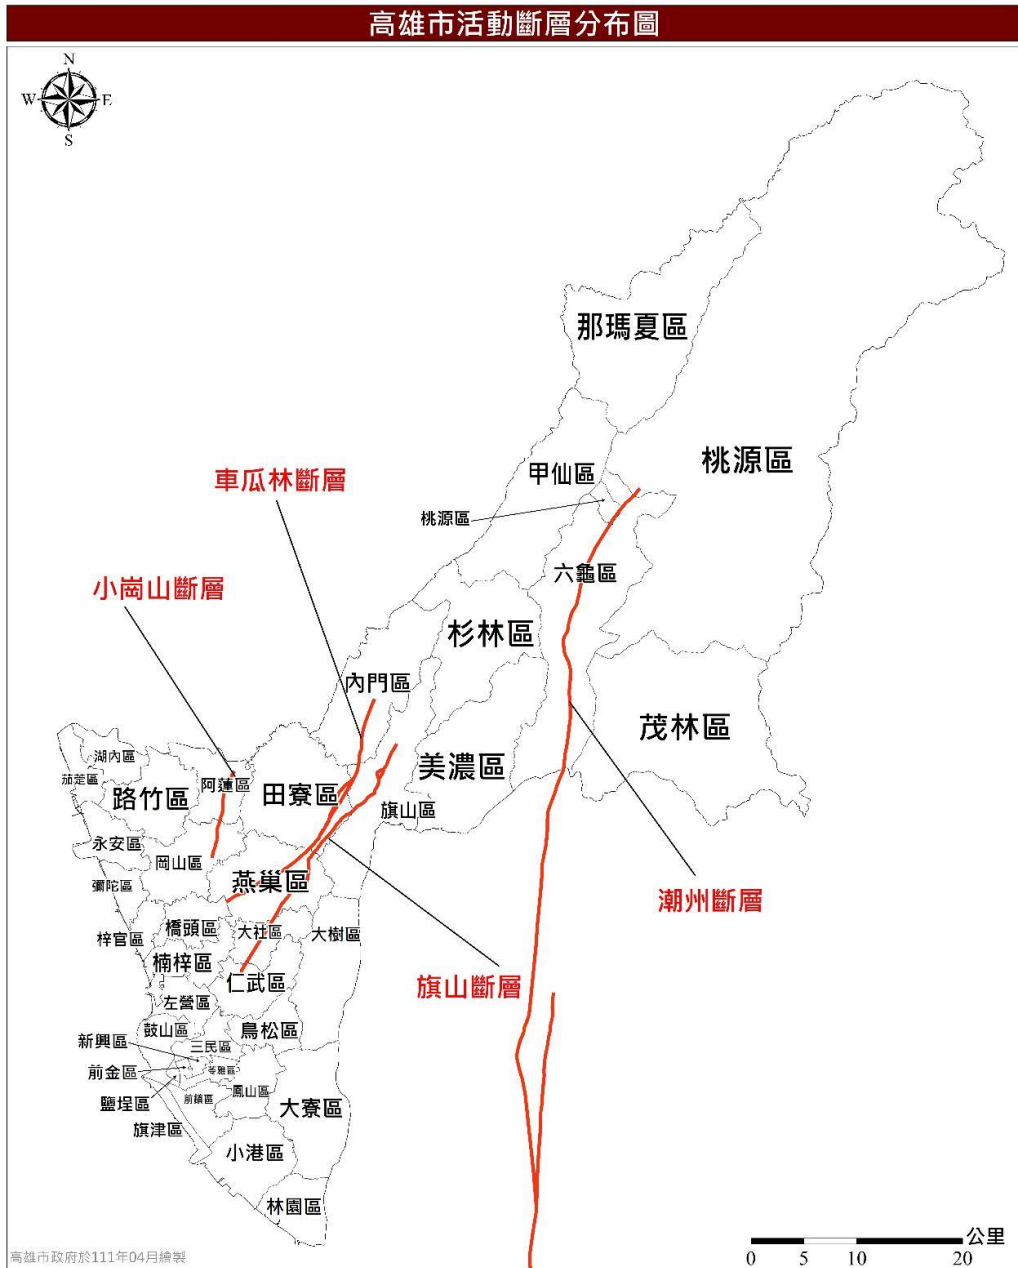 高雄市活動斷層分布圖
N
W
E
S
那瑪夏區
桃源區
甲仙區
車瓜林斷層
桃源區
六龜區
小崗山斷層
杉林區
內門區
茂林區
湖內區
美濃區
茄萣區
阿蓮區
路竹區
田寮區
旗山區
永安區
岡山區
燕巢區
彌陀區
潮州斷層
橋頭區
大社區
大樹區
梓官區
楠梓區
仁武區
旗山斷層
左營區
鼓山區
鳥松區
新興區
三民區
前金區
苓雅區
鹽埕區
前鎮區
鳳山區
大寮區
旗津區
小港區
林園區
公里
高雄市政府於111年04月繪製
0 5 10 20